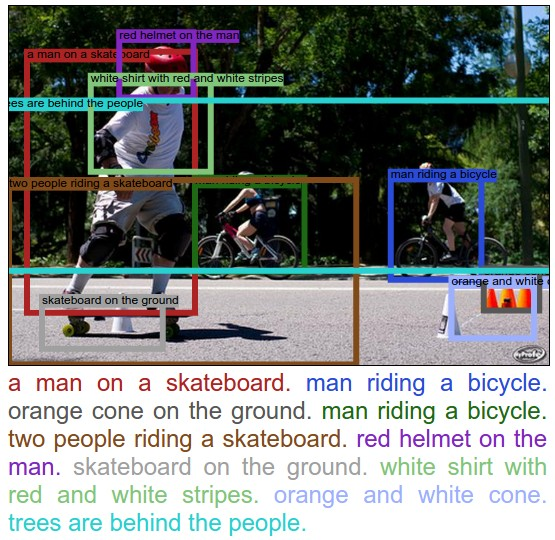 red helmet on the man
a man on a skateboard
white shirt with red and white stripes
ees are behind the people
man riding a bicycle
two people riding a skateboard
man riding a bicycle
orange and white c
skateboard on the ground
a man on a skateboard. man riding a bicycle.
orange cone on the ground. man riding a bicycle.
two people riding a skateboard. red helmet on the
man. skateboard on the ground. white shirt with
red and white stripes. orange and white cone.
trees are behind the people.